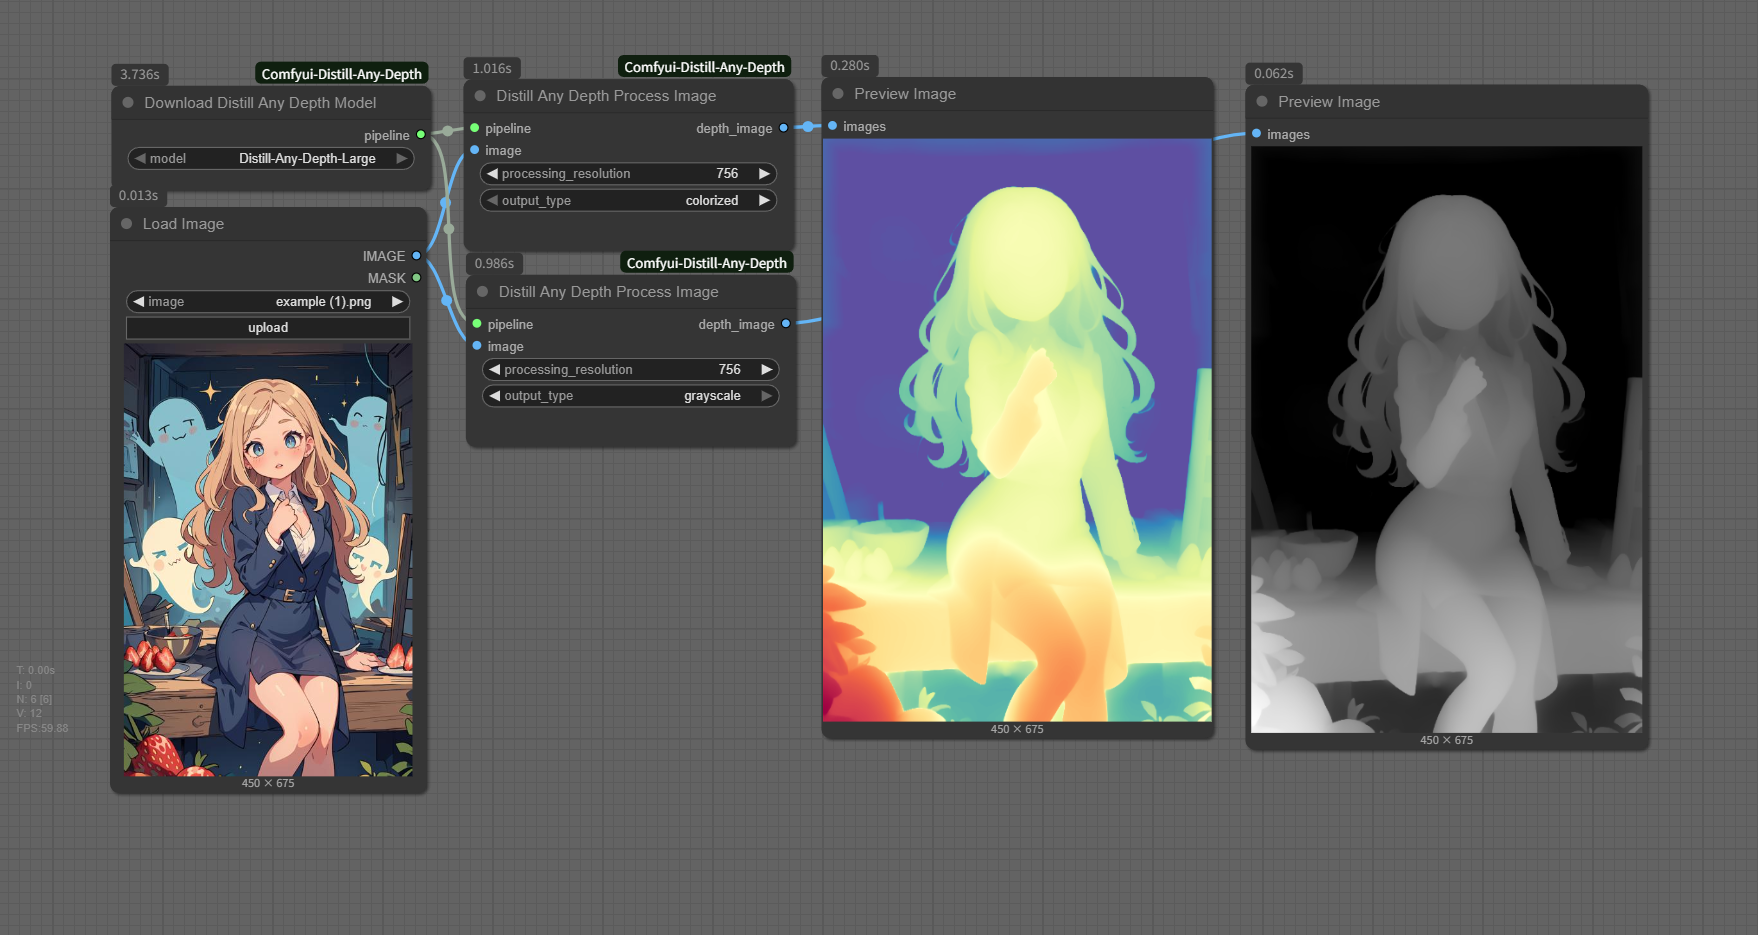 3.736s
Comfyui-Distill-Any-Depth
Download Distill Any Depth Model
pipeline
model Distill-Any-Depth-Large
0.013s
Load Image
IMAGE
MASK
image example (1).png
upload
450 × 675
1.016s
Comfyui-Distill-Any-Depth
Distill Any Depth Process Image
pipeline depth_image
image
processing_resolution 756
output_type colorized
0.986s
Comfyui-Distill-Any-Depth
Distill Any Depth Process Image
pipeline depth_image
image
processing_resolution 756
output_type grayscale
0.280s
Preview Image
images
450 × 675
0.062s
Preview Image
images
450 × 675
T: 0.00s
I: 0
N: 6 [6]
V: 12
FPS:59.88